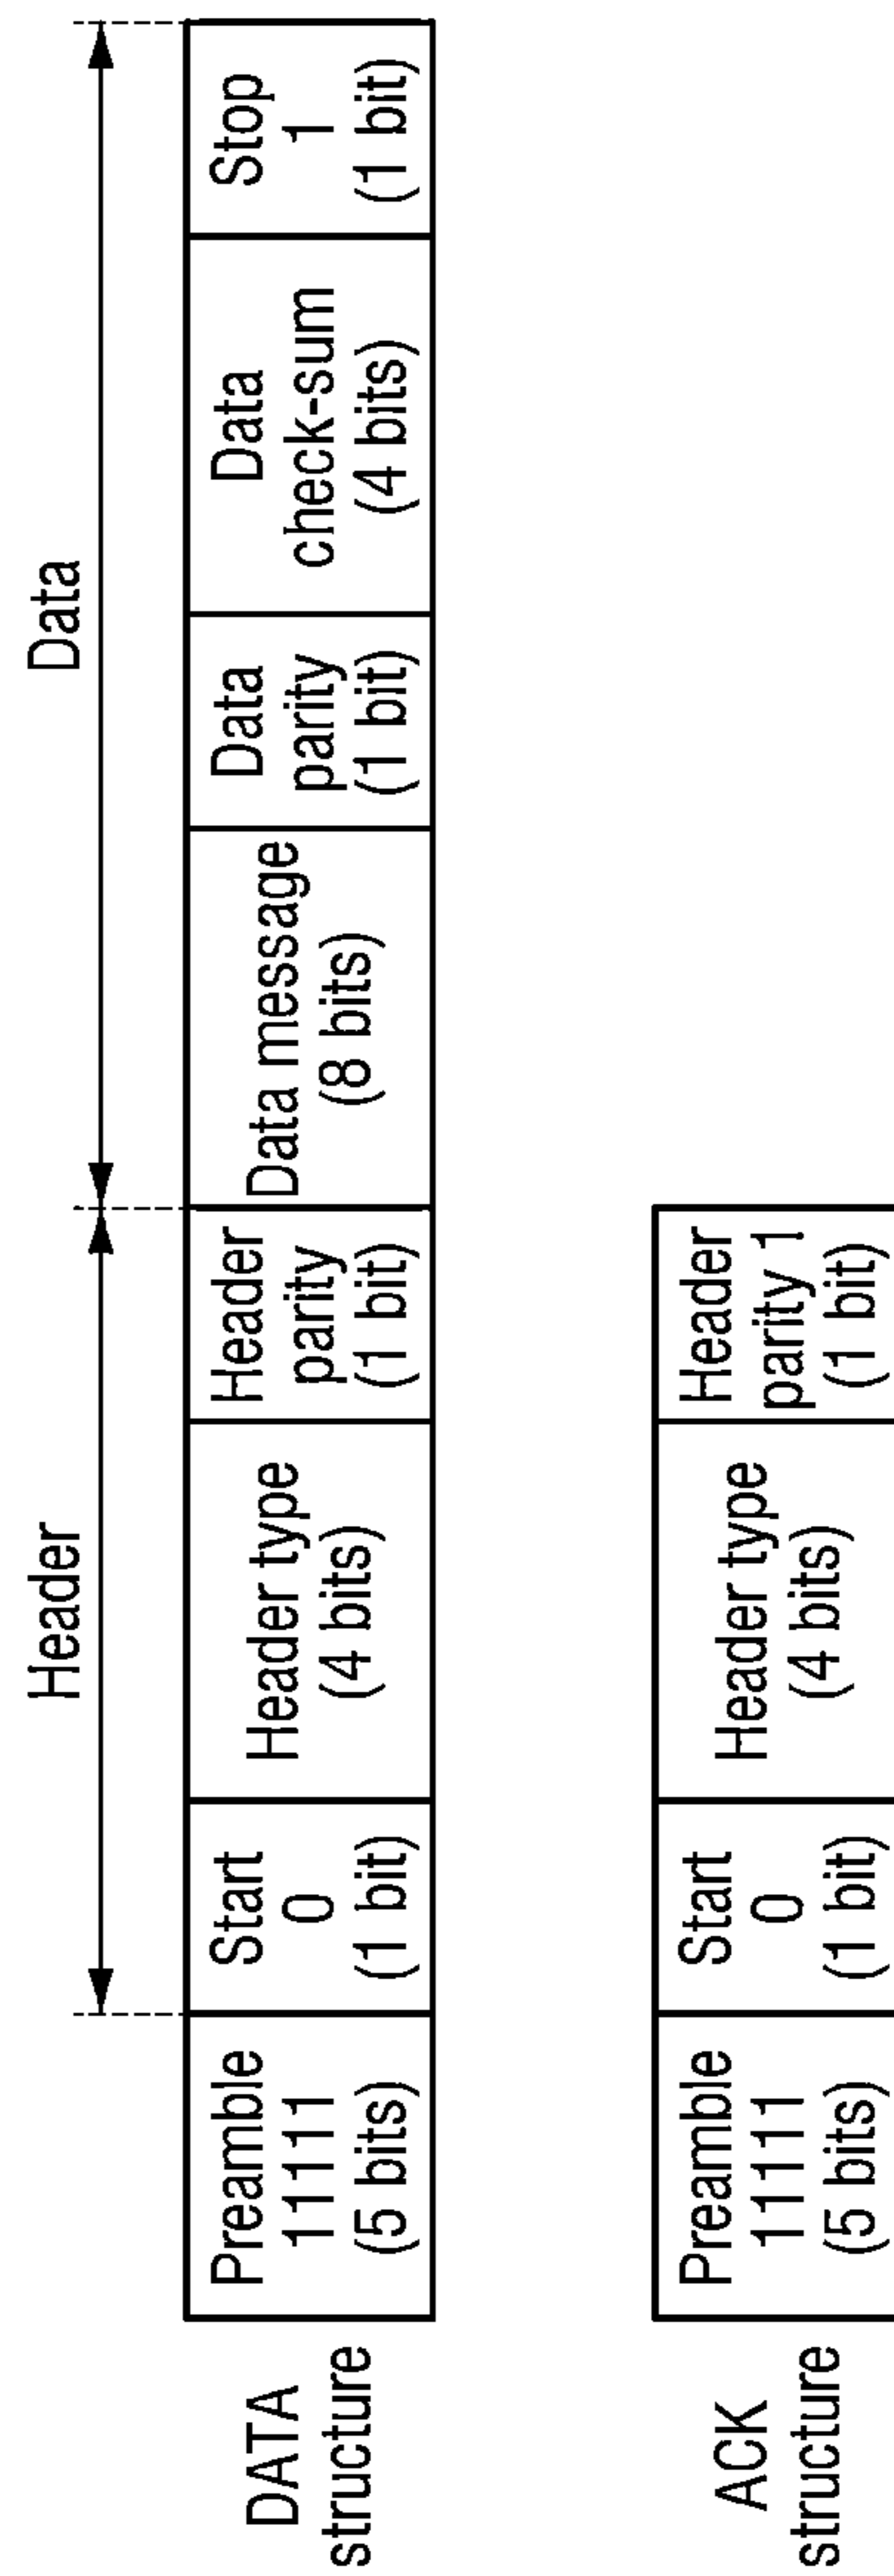 Header
Data
DATA
structure
Preamble
11111
(5 bits)
Start
0
(1 bit)
Header type
(4 bits)
Header
parity
(1 bit)
Data message
(8 bits)
Data
parity
(1 bit)
Data
check-sum
(4 bits)
Stop
1
(1 bit)
ACK
structure
Preamble
11111
(5 bits)
Start
0
(1 bit)
Header type
(4 bits)
Header
parity 1
(1 bit)